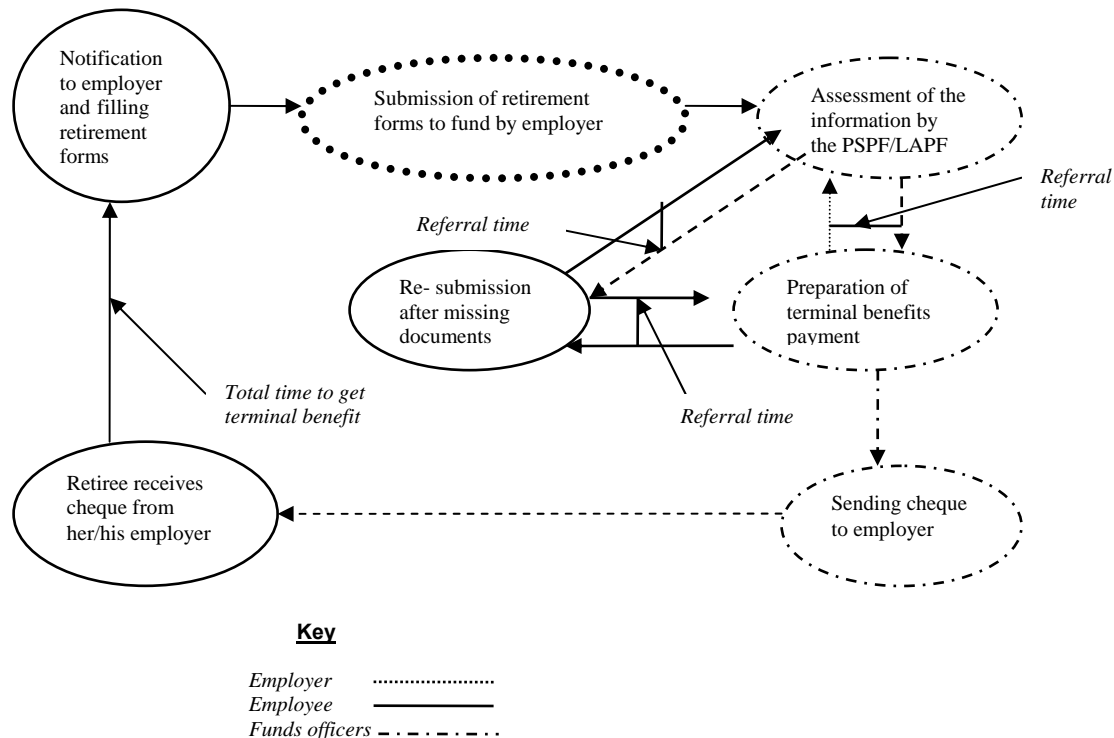 Notification
to employer
and filling
retirement
forms
Submission of retirement
forms to fund by employer
Assessment of the
information by
the PSPF/LAPF
Referral
time
Referral time
Re- submission
after missing
documents
Preparation of
terminal benefits
payment
Total time to get
terminal benefit
Referral time
Retiree receives
cheque from
her/his employer
Sending cheque
to employer
Key
Employer
Employee
Funds officers